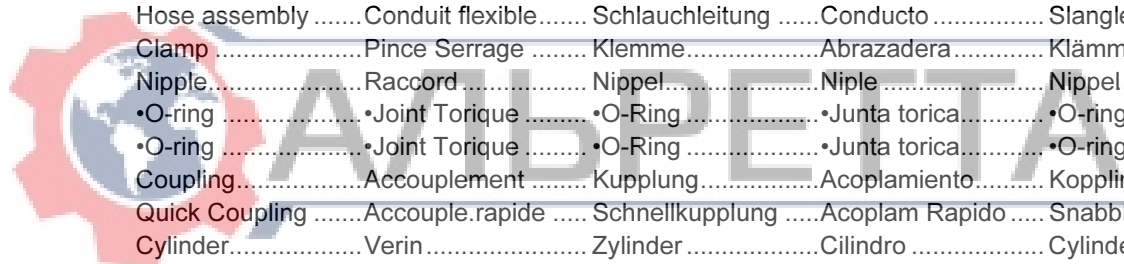 Hose assembly .......Conduit flexible....... Schlauchleitung ......Conducto ................. Slangle
Clamp ......................Pince Serrage ......... Klemme....................Abrazadera.............. Klämm
Nipple.......................Raccord .................. Nippel.......................Niple ........................ Nippel
•O-ring .....................•Joint Torique ......... •O-Ring ....................•Junta torica............. •O-ring
•O-ring .....................•Joint Torique ......... •O-Ring ....................•Junta torica............. •O-ring
Coupling...................Accouplement ........ Kupplung..................Acoplamiento........... Kopplin
Quick Coupling .......Accouple.rapide ..... Schnellkupplung .....Acoplam Rapido ..... Snabb
Cylinder....................Verin ....................... Zylinder ....................Cilindro ................... Cylinde
АЛЬРЕТТА